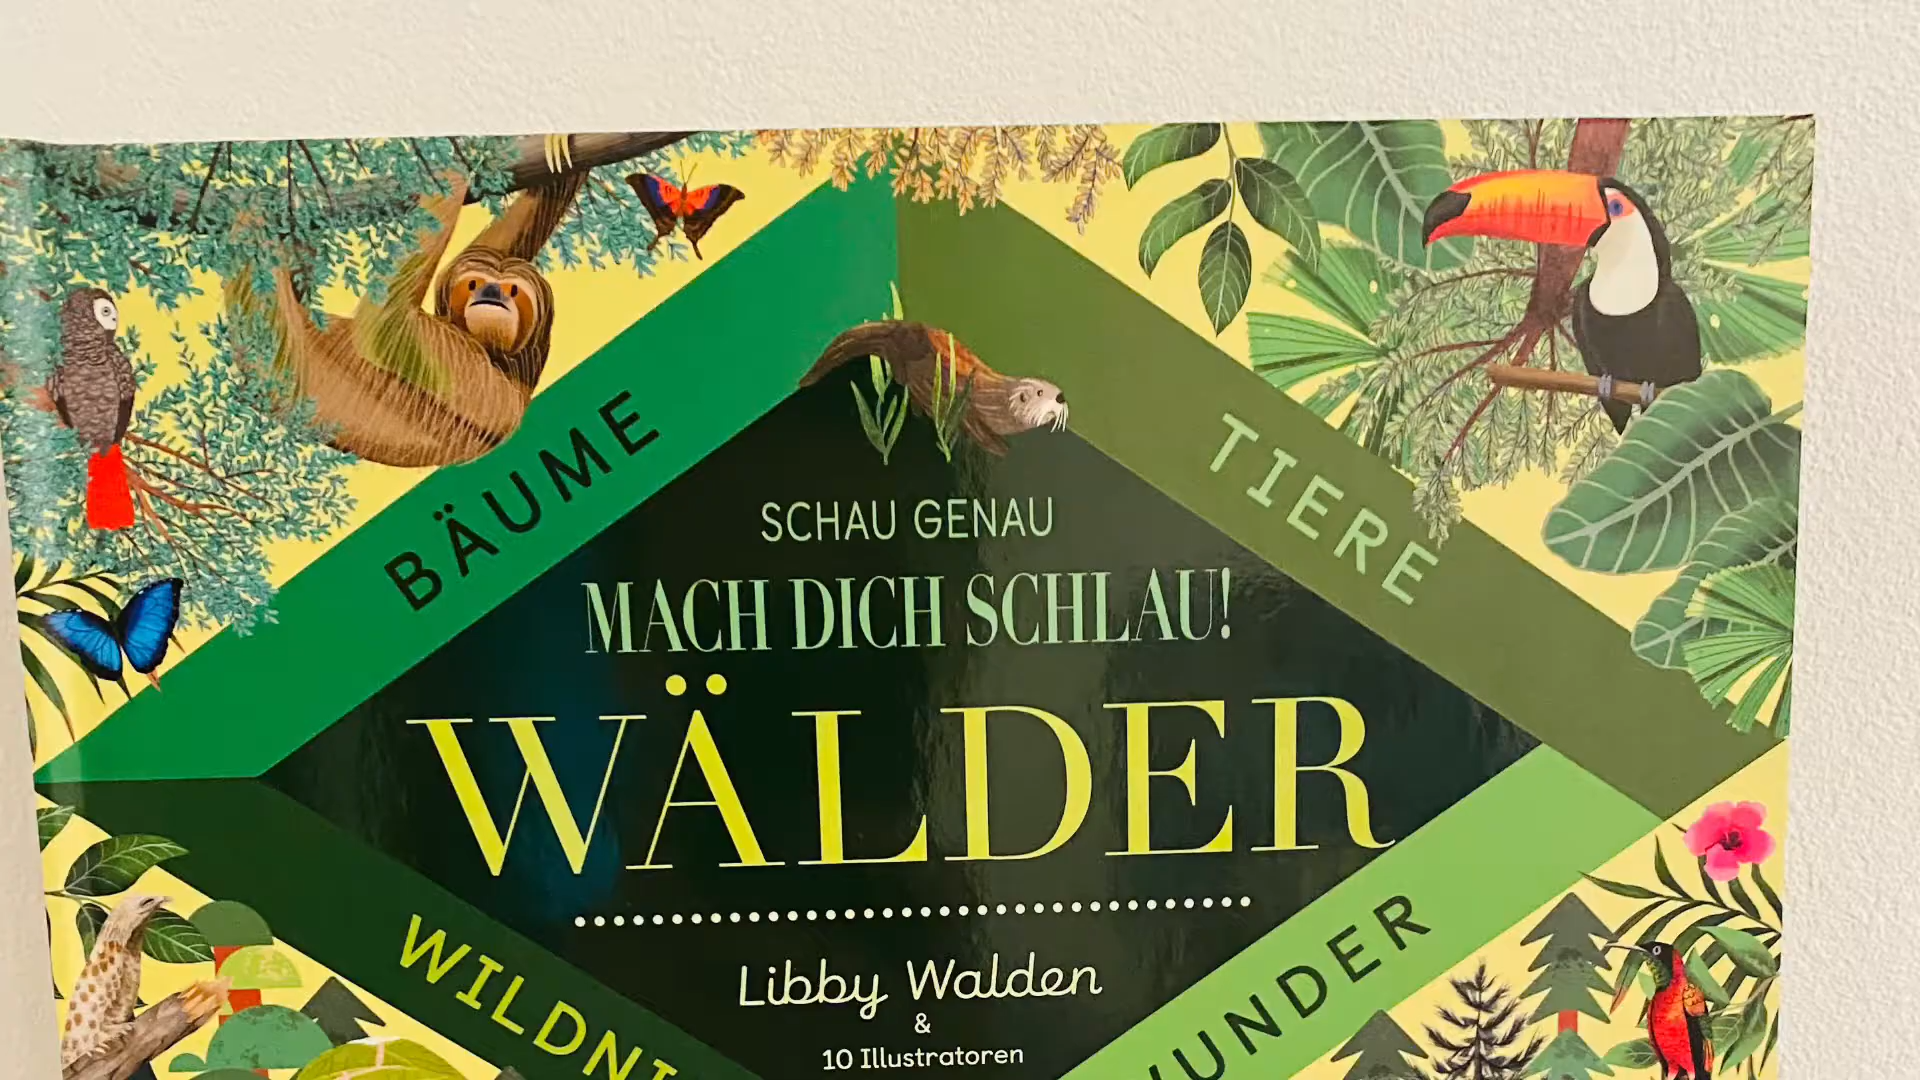 BÄUME
TIERE
SCHAU GENAU
MACH DICH SCHLAU!
WÄLDER
Libby Walden
&
10 Illustratoren